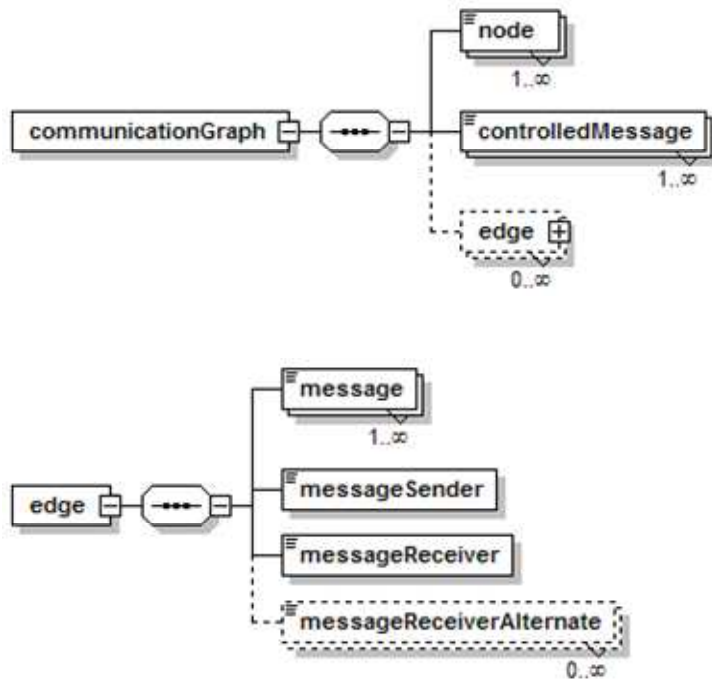 node
1..∞
communicationGraph
controlledMessage
1..∞
edge
0..∞
message
1..∞
edge
messageSender
messageReceiver
messageReceiverAlternate
0..∞